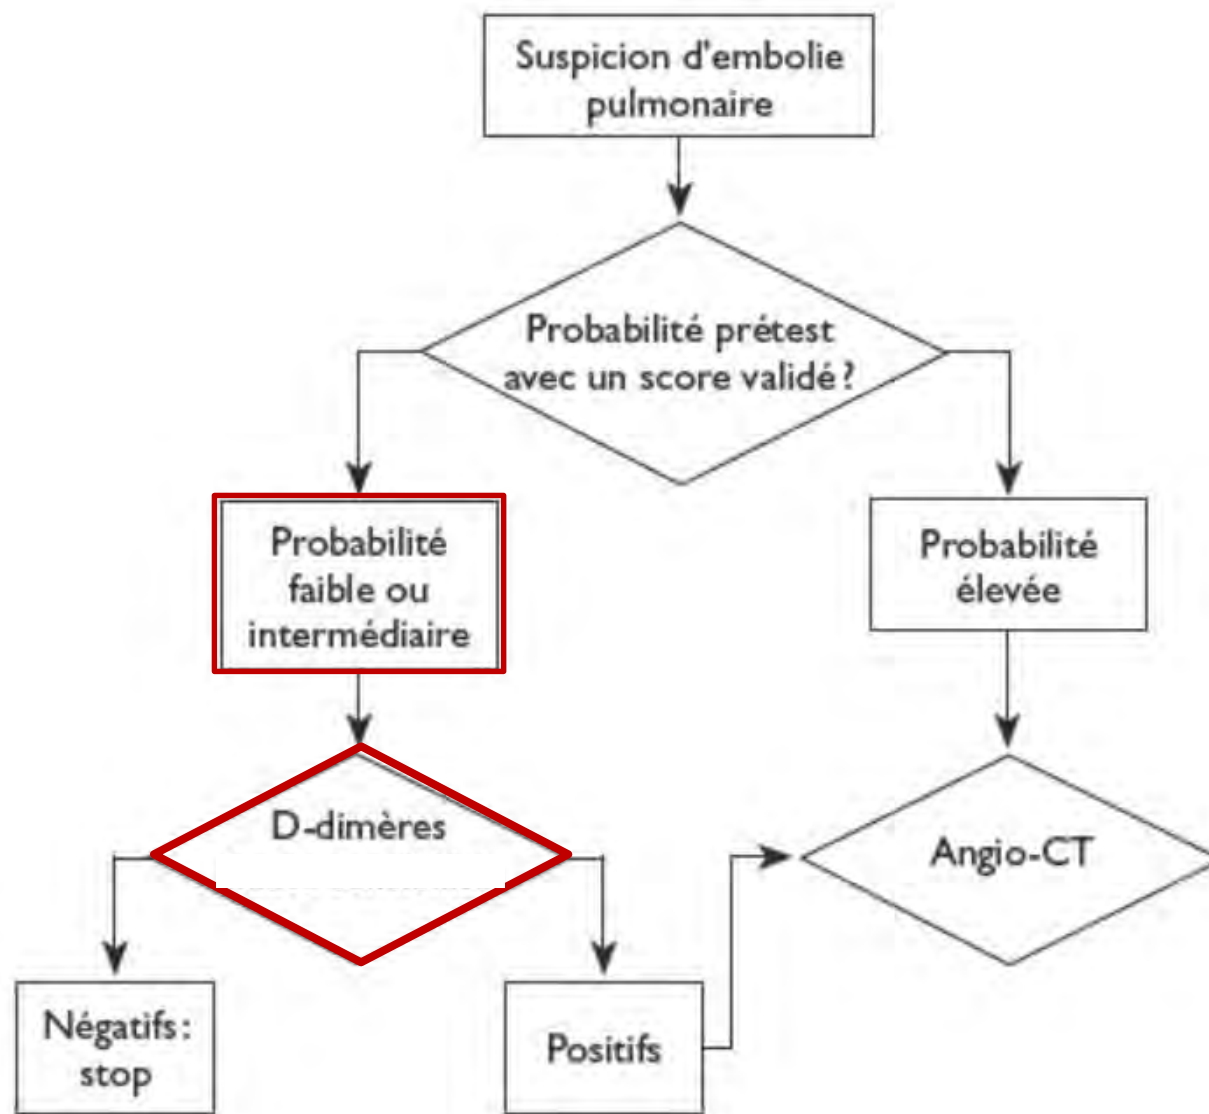 Suspicion d'embolie
pulmonaire
Probabilité prétest
avec un score validé ?
Probabilité
faible ou
intermédiaire
Probabilité
élevée
D-dimères
Angio-CT
Négatifs :
stop
Positifs